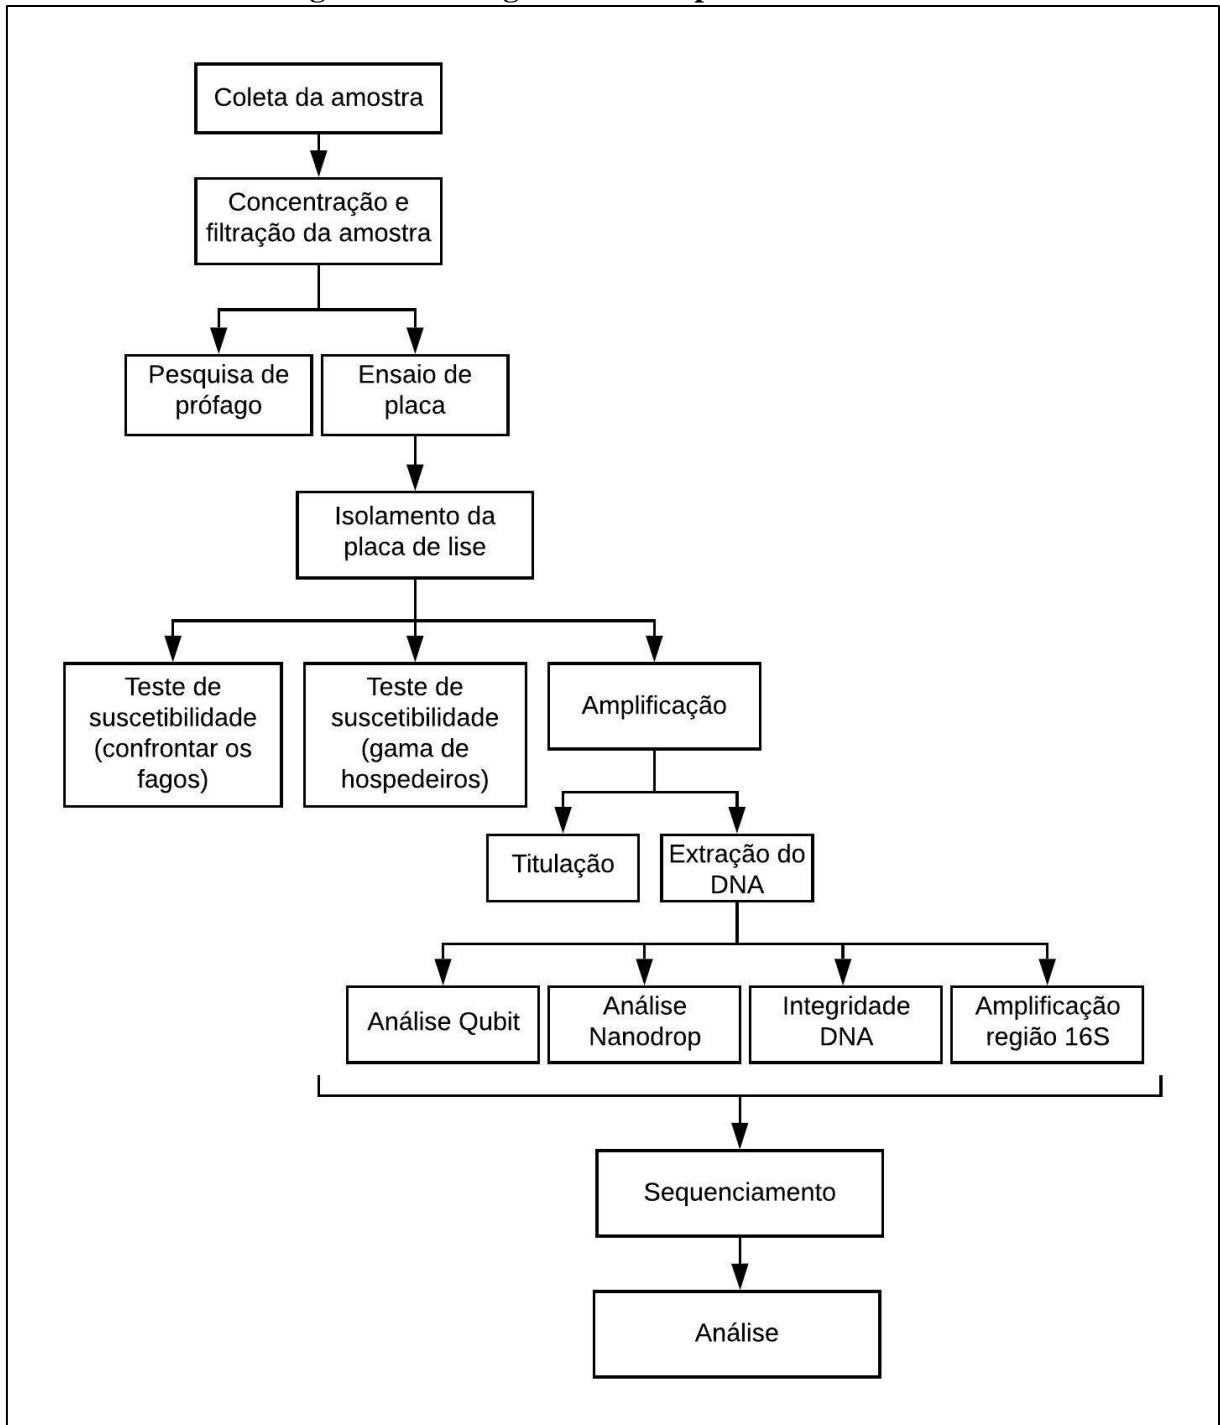 Coleta da amostra
Concentração e
filtração da amostra
Pesquisa de
prófago
Ensaio de
placa
Isolamento da
placa de lise
Teste de
suscetibilidade
(confrontar os
fagos)
Teste de
suscetibilidade
(gama de
hospedeiros)
Amplificação
Titulação
Extração do
DNA
Análise Qubit
Análise
Nanodrop
Integridade
DNA
Amplificação
região 16S
Sequenciamento
Análise